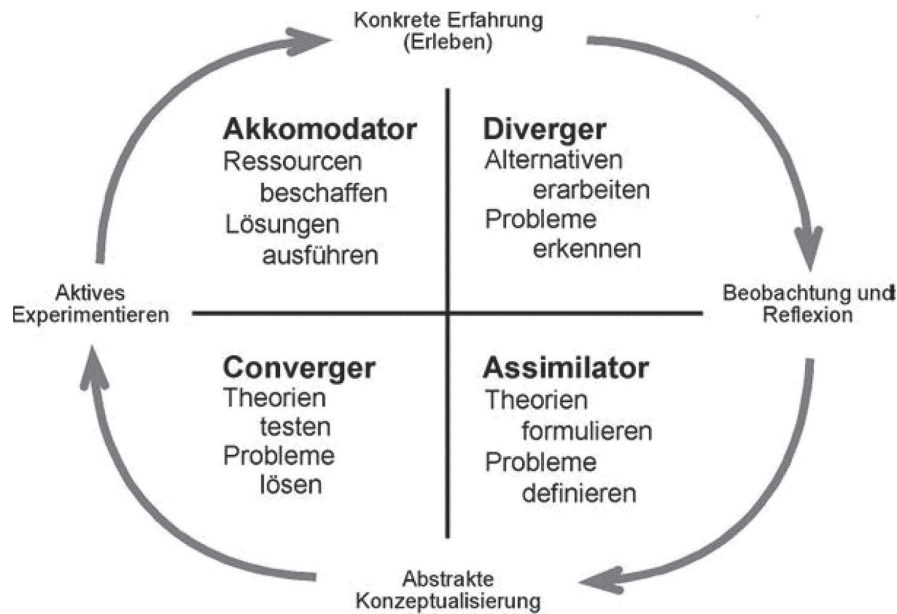 Konkrete Erfahrung
(Erleben)
Akkomodator
Ressourcen
beschaffen
Lösungen
ausführen
Diverger
Alternativen
erarbeiten
Probleme
erkennen
Aktives
Experimentieren
Beobachtung und
Reflexion
Converger
Theorien
testen
Probleme
lösen
Assimilator
Theorien
formulieren
Probleme
definieren
Abstrakte
Konzeptualisierung